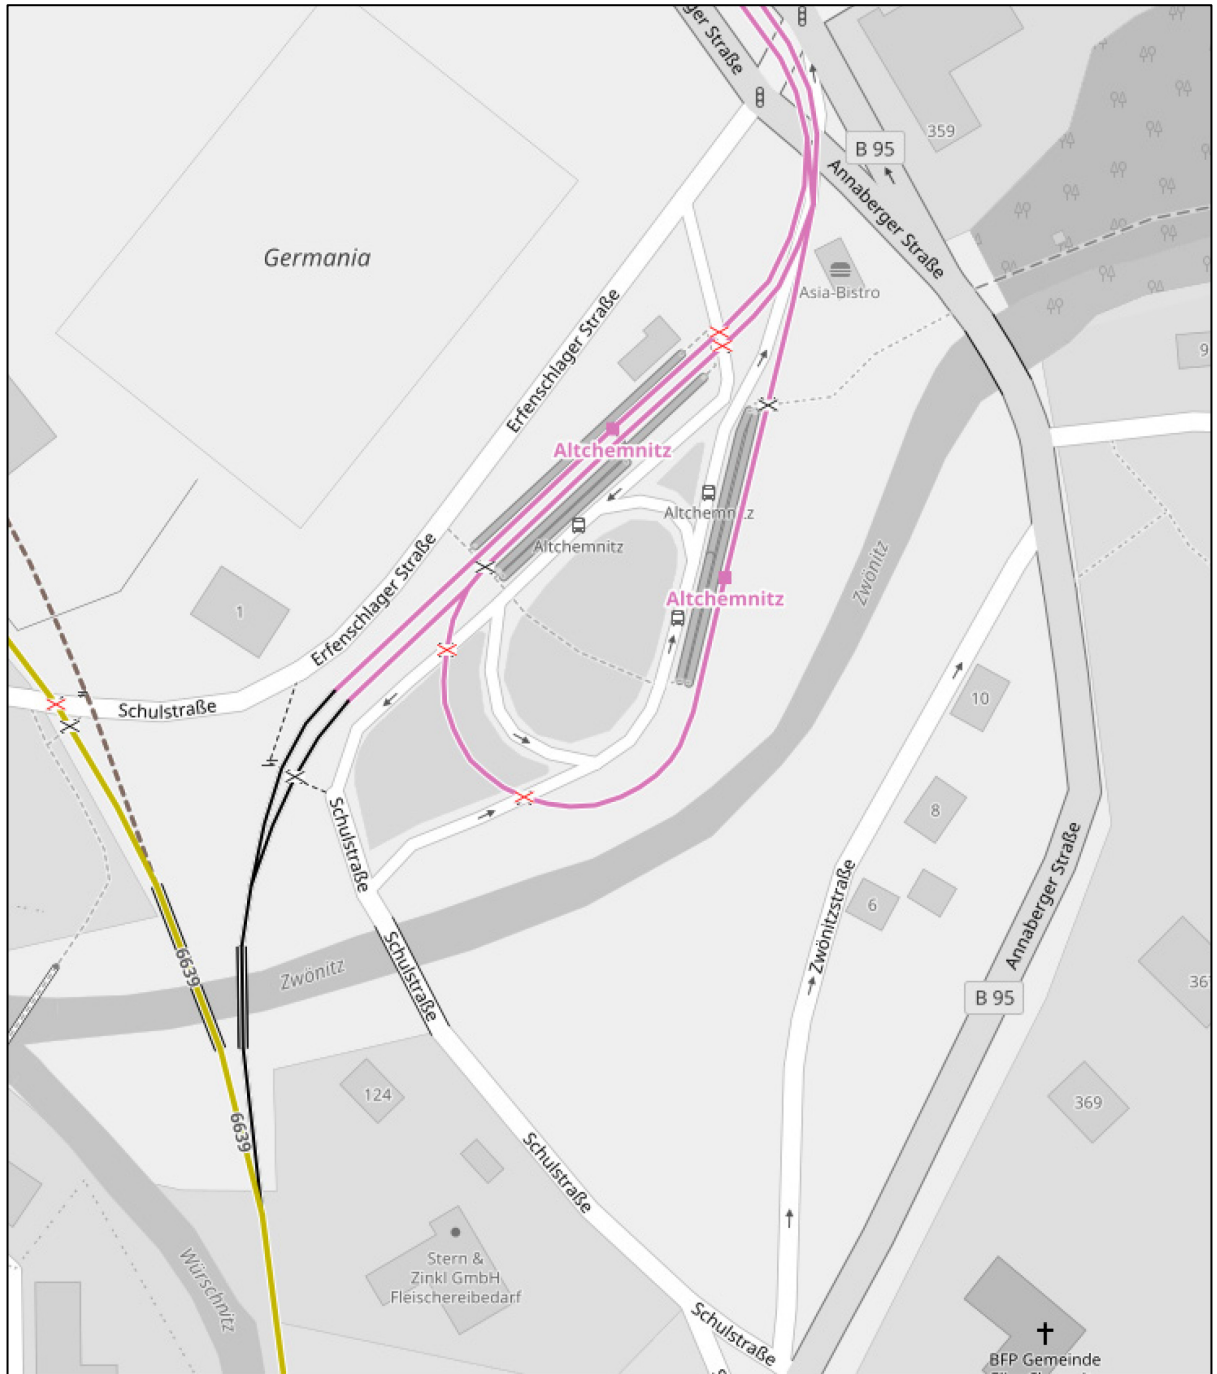 ger Straße
359
B 95
Annaberger Straße
Germania
Asia-Bistro
Erfenschlager Straße
9
Altchemnitz
Altchemnitz
Altchemnitz
Erfenschlager Straße
Zwönitz
Altchemnitz
1
Schulstraße
10
Schulstraße
8
Zwönitzstraße
6
Annaberger Straße
6639
Schulstraße
Zwönitz
B 95
36
124
369
6639
Schulstraße
Würschnitz
Stern &
Zinkl GmbH
Fleischereibedarf
Schulstraße
BFP Gemeinde